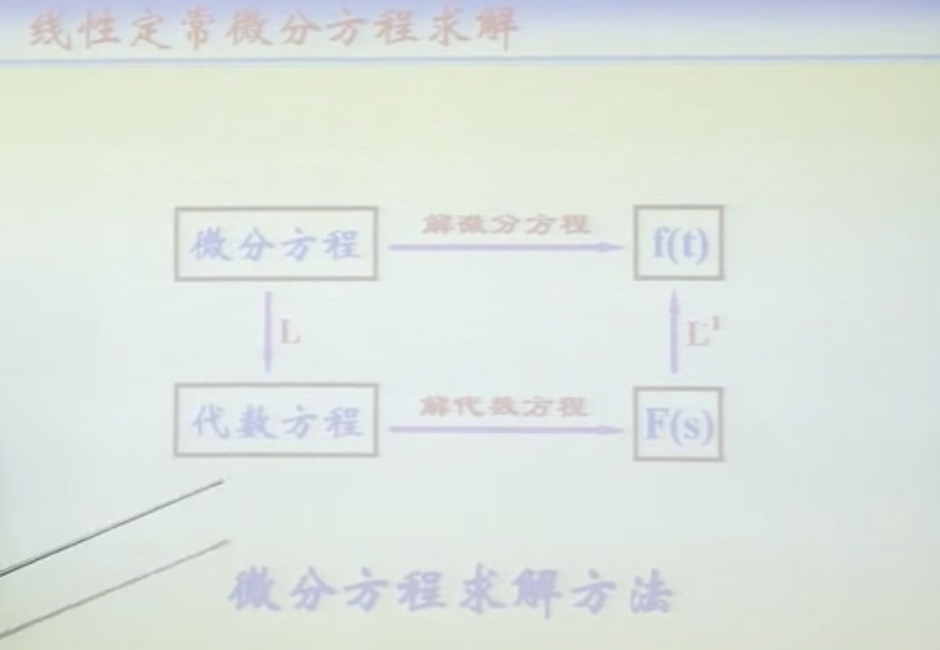 线性定常微分方程求解
解微分方程
微分方程
f(t)
L
L¹
解代数方程
代数方程
F(s)
微分方程求解方法